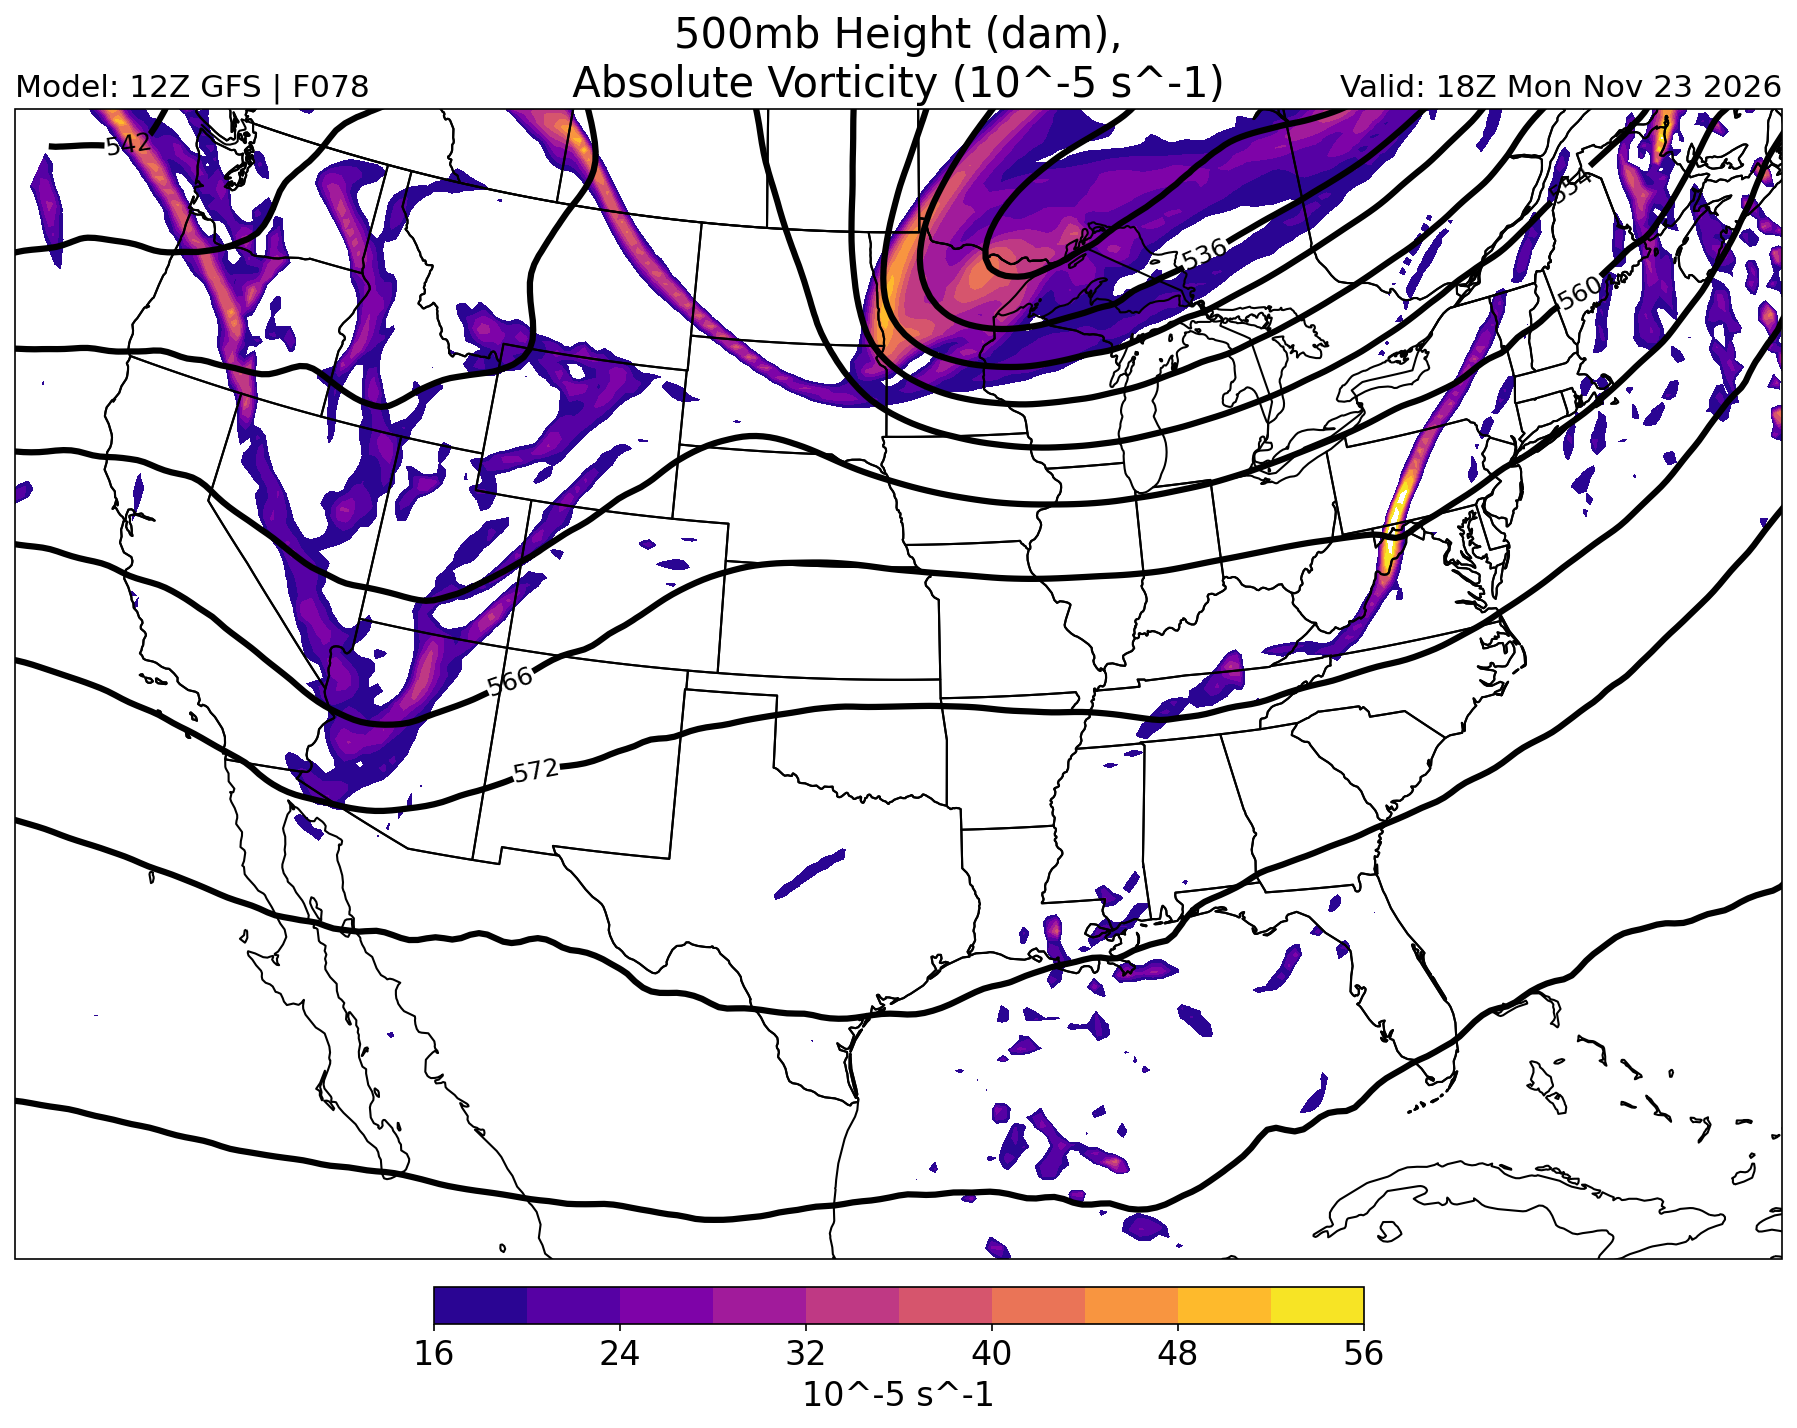 500mb Height (dam),
Absolute Vorticity (10^-5 s^-1)
Model: 12Z GFS | F078
Valid: 18Z Mon Nov 23 2026
542
554
536
560
566
572
16 24 32 40 48 56
10^-5 s^-1